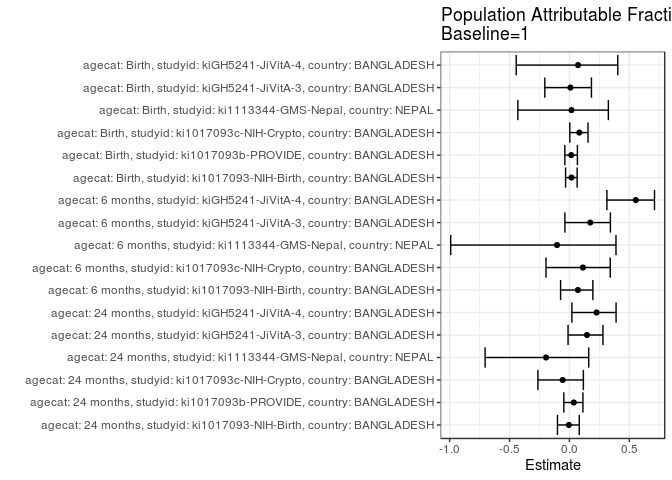 Population Attributable Fracti
Baseline=1
agecat: Birth, studyid: kiGH5241-JiVitA-4, country: BANGLADESH
agecat: Birth, studyid: kiGH5241-JiVitA-3, country: BANGLADESH
agecat: Birth, studyid: ki1113344-GMS-Nepal, country: NEPAL
agecat: Birth, studyid: ki1017093c-NIH-Crypto, country: BANGLADESH
agecat: Birth, studyid: ki1017093b-PROVIDE, country: BANGLADESH
agecat: Birth, studyid: ki1017093-NIH-Birth, country: BANGLADESH
agecat: 6 months, studyid: kiGH5241-JiVitA-4, country: BANGLADESH
agecat: 6 months, studyid: kiGH5241-JiVitA-3, country: BANGLADESH
agecat: 6 months, studyid: ki1113344-GMS-Nepal, country: NEPAL
agecat: 6 months, studyid: ki1017093c-NIH-Crypto, country: BANGLADESH
agecat: 6 months, studyid: ki1017093-NIH-Birth, country: BANGLADESH
agecat: 24 months, studyid: kiGH5241-JiVitA-4, country: BANGLADESH
agecat: 24 months, studyid: kiGH5241-JiVitA-3, country: BANGLADESH
agecat: 24 months, studyid: ki1113344-GMS-Nepal, country: NEPAL
agecat: 24 months, studyid: ki1017093c-NIH-Crypto, country: BANGLADESH
agecat: 24 months, studyid: ki1017093b-PROVIDE, country: BANGLADESH
agecat: 24 months, studyid: ki1017093-NIH-Birth, country: BANGLADESH
-1.0 -0.5 0.0 0.5
Estimate